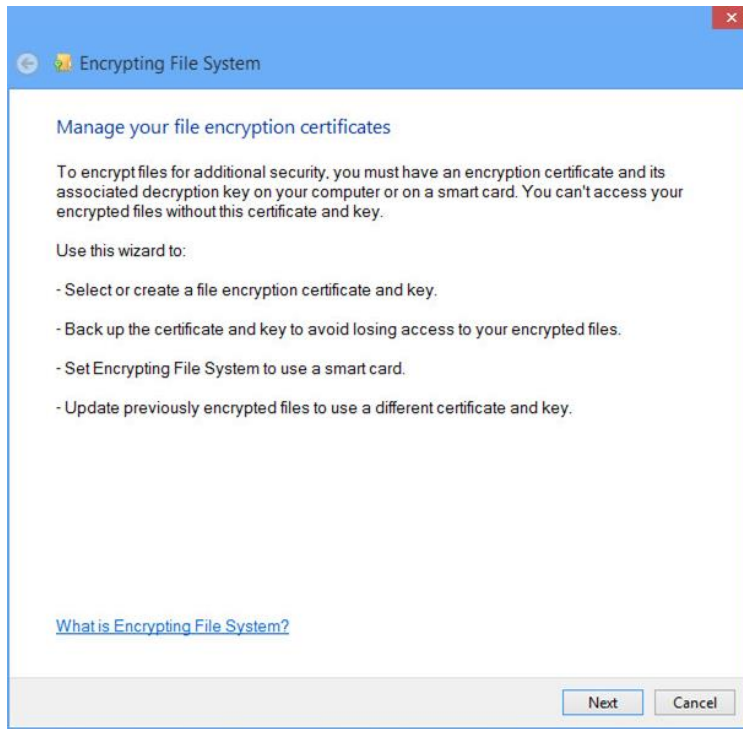 Encrypting File System
Manage your file encryption certificates
To encrypt files for additional security, you must have an encryption certificate and its
associated decryption key on your computer or on a smart card. You can't access your
encrypted files without this certificate and key.
Use this wizard to:
- Select or create a file encryption certificate and key.
- Back up the certificate and key to avoid losing access to your encrypted files.
- Set Encrypting File System to use a smart card.
- Update previously encrypted files to use a different certificate and key.
What is Encrypting File System?
Next Cancel